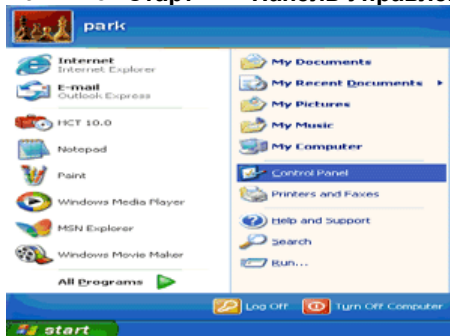 park
Internet
Internet Explorer
E-mail
Outlook Express
HCT 10.0
Notepad
Paint
Windows Media Player
MSN Explorer
Windows Movie Maker
All Programs
My Documents
My Recent Documents
My Pictures
My Music
My Computer
Control Panel
Printers and Faxes
Help and Support
Search
Run...
Log Off
Turn Off Computer
start